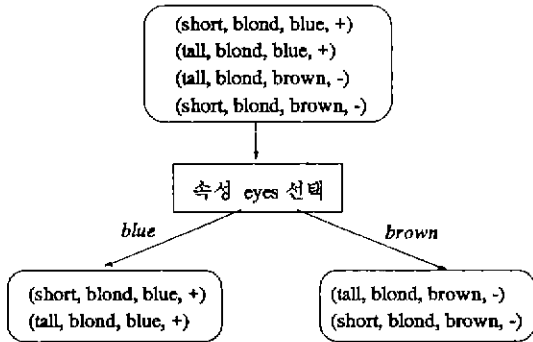 (short, blond, blue, +)
(tall, blond, blue, +)
(tall, blond, brown, -)
(short, blond, brown, -)
속성 eyes 선택
blue
brown
(short, blond, blue, +)
(tall, blond, blue, +)
(tall, blond, brown, -)
(short, blond, brown, -)